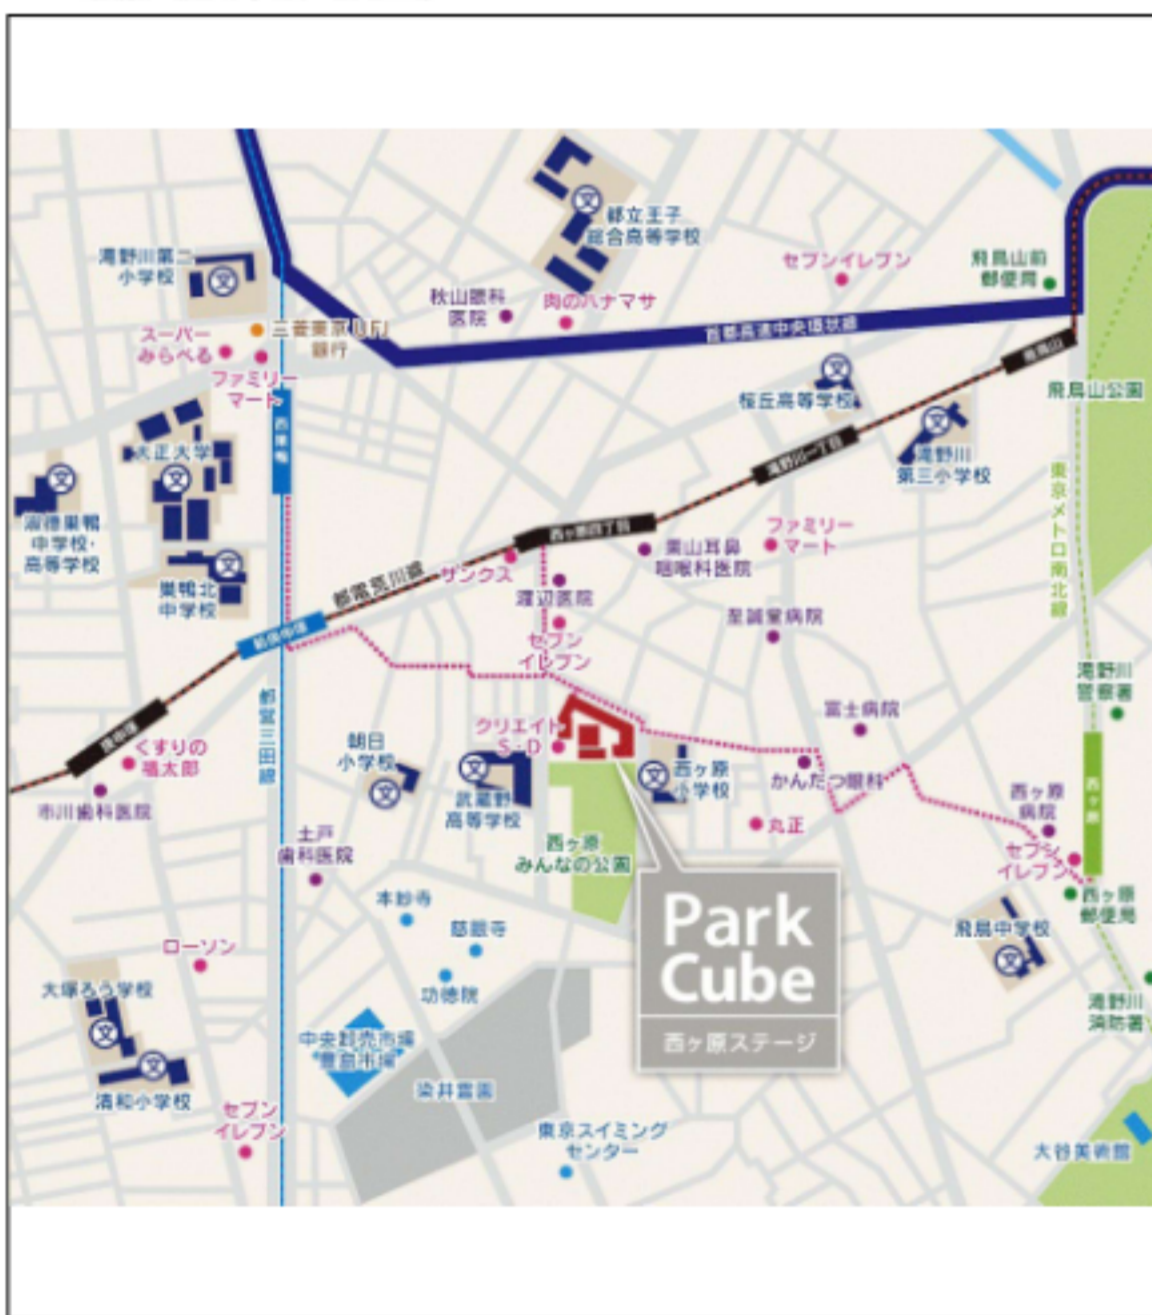 都立王子
総合高等学校
滝野川第二
小学校
セブンイレブン
飛鳥山前
郵便局
秋山眼科
医院
肉のハナマサ
スーパー
みらべる
三菱東京UFJ
銀行
首都高速中央環状線
飛鳥山
ファミリー
マート
桜丘高等学校
飛鳥山公園
西巣鴨
大正大学
滝野川一丁目
滝野川
第三小学校
東京メトロ南北線
淑徳巣鴨
中学校・
高等学校
西ヶ原四丁目
ファミリー
マート
耳鼻
咽喉科医院
サンクス
都電荒川線
巣鴨北
中学校
渡辺医院
至誠堂病院
新庚申塚
セブン
イレブン
滝野川
警察署
都営三田線
庚申塚
くすりの
福太郎
朝日
小学校
クリエイト
S・D
冨士病院
西ヶ原
小学校
かんだつ眼科
市川歯科医院
武蔵野
高等学校
西ヶ原
西ヶ原
病院
丸正
土戸
歯科医院
西ヶ原
みんなの公園
セブン
イレブン
西ヶ原
郵便局
本妙寺
慈眼寺
Park
Cube
西ヶ原ステージ
飛鳥中学校
ローソン
功徳院
大塚ろう学校
滝野川
消防署
中央卸売市場
豊島市場
染井霊園
清和小学校
セブン
イレブン
東京スイミング
センター
大谷美術館